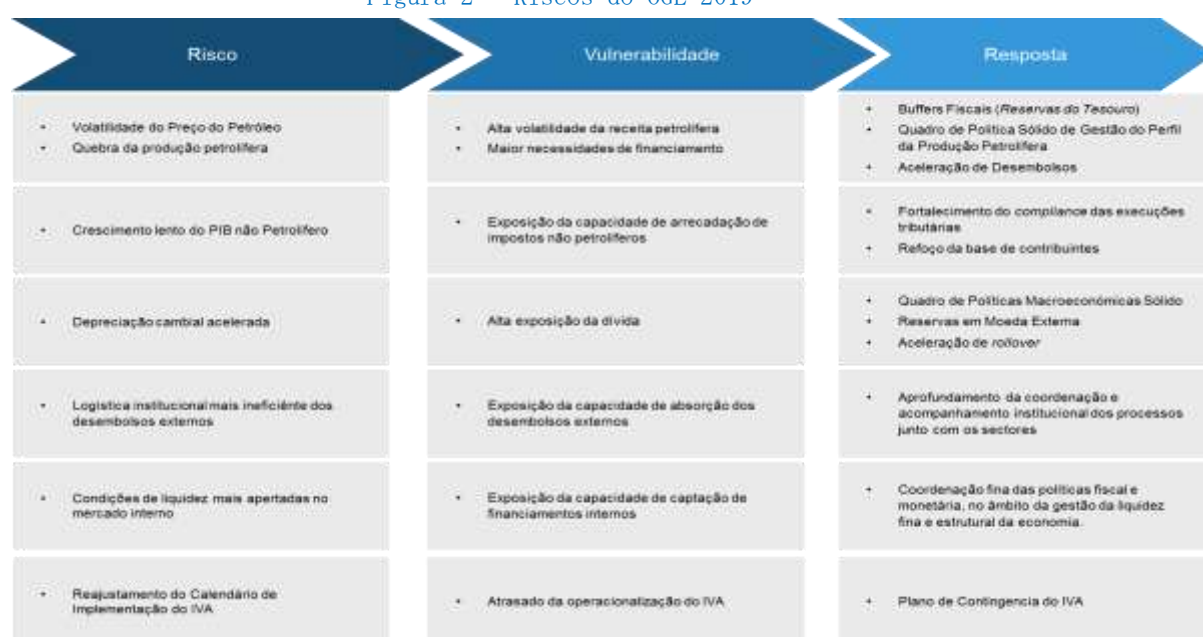 Figura 2 - Riscos do OGE 2019
Risco
Vulnerabilidade
Resposta
• Volatilidade do Preço do Petróleo
• Quebra da produção petrolífera
• Alta volatilidade da receita petrolífera
• Maior necessidades de financiamento
• Buffers Fiscais (Reservas do Tesouro)
• Quadro de Política Sólido de Gestão do Perfil
da Produção Petrolífera
• Aceleração de Desembolsos
• Crescimento lento do PIB não Petrolífero
• Exposição da capacidade de arrecadação de
impostos não petrolíferos
• Fortalecimento do compliance das execuções
tributárias
• Refoço da base de contribuintes
• Depreciação cambial acelerada
• Alta exposição da dívida
• Quadro de Políticas Macroeconómicas Sólido
• Reservas em Moeda Externa
• Aceleração de rollover
• Logística institucional mais ineficiênte dos
desembolsos externos
• Exposição da capacidade de absorção dos
desembolsos externos
• Aprofundamento da coordenação e
acompanhamento institucional dos processos
junto com os sectores
• Condições de liquidez mais apertadas no
mercado interno
• Exposição da capacidade de captação de
financiamentos internos
• Coordenação fina das políticas fiscal e
monetária, no âmbito da gestão da liquidez
fina e estrutural da economia.
• Reajustamento do Calendário de
Implementação do IVA
• Atrasado da operacionalização do IVA
• Plano de Contingencia do IVA